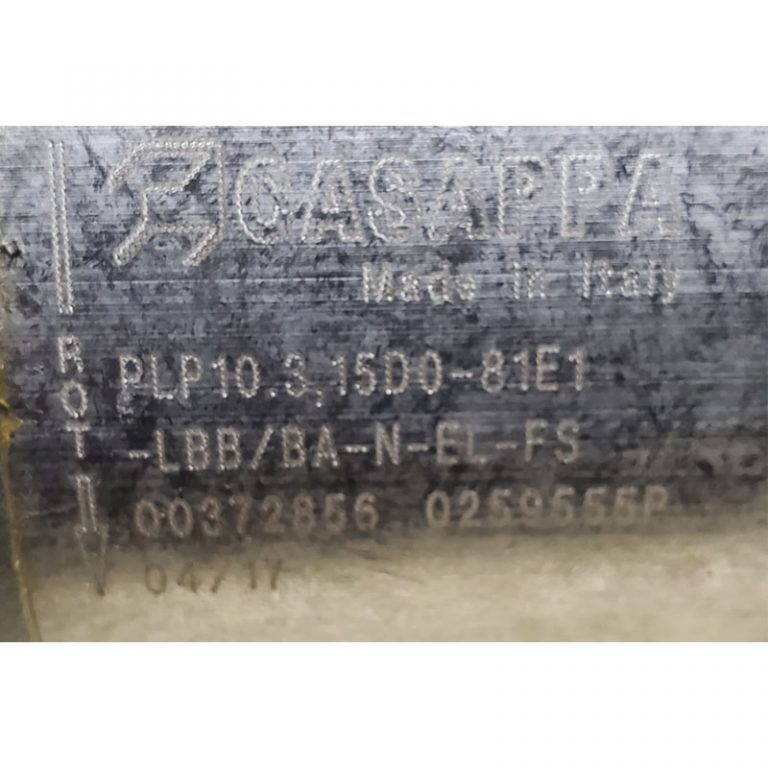 CASAPPA
Made in Italy
ROT
PLP10.3,15D0-81E1
-LBB/BA-N-EL-FS
00372856 0259555P
04/17